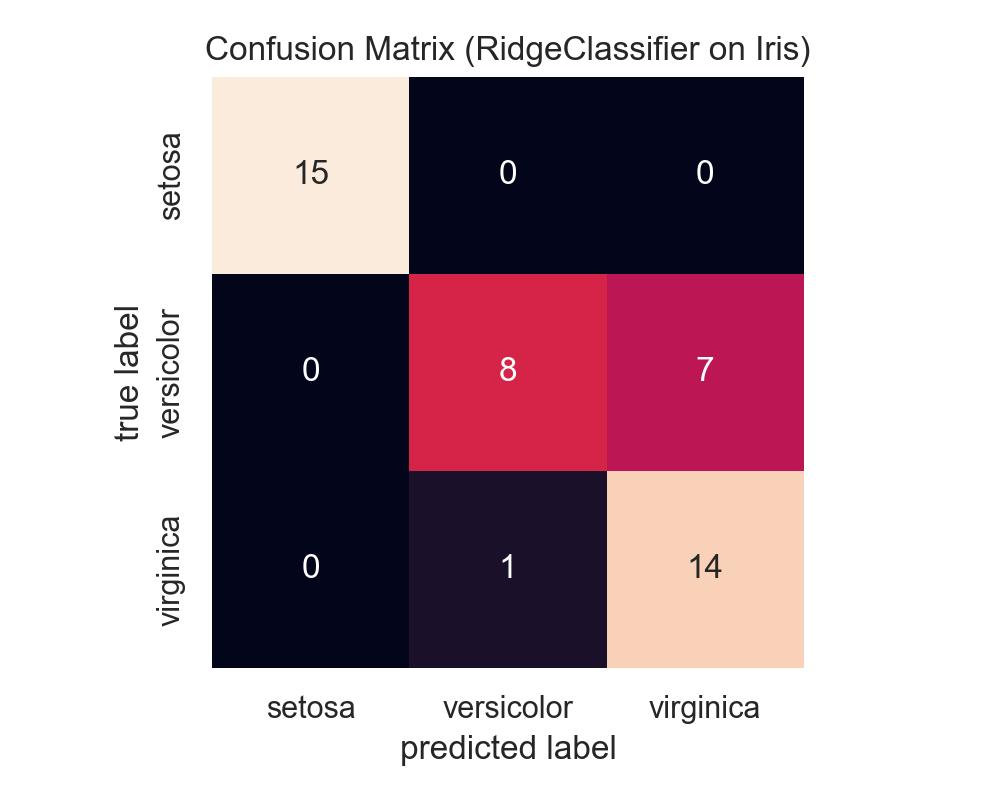 Confusion Matrix (RidgeClassifier on Iris)
setosa
15 0 0
true label
versicolor
0 8 7
virginica
0 1 14
setosa versicolor virginica
predicted label